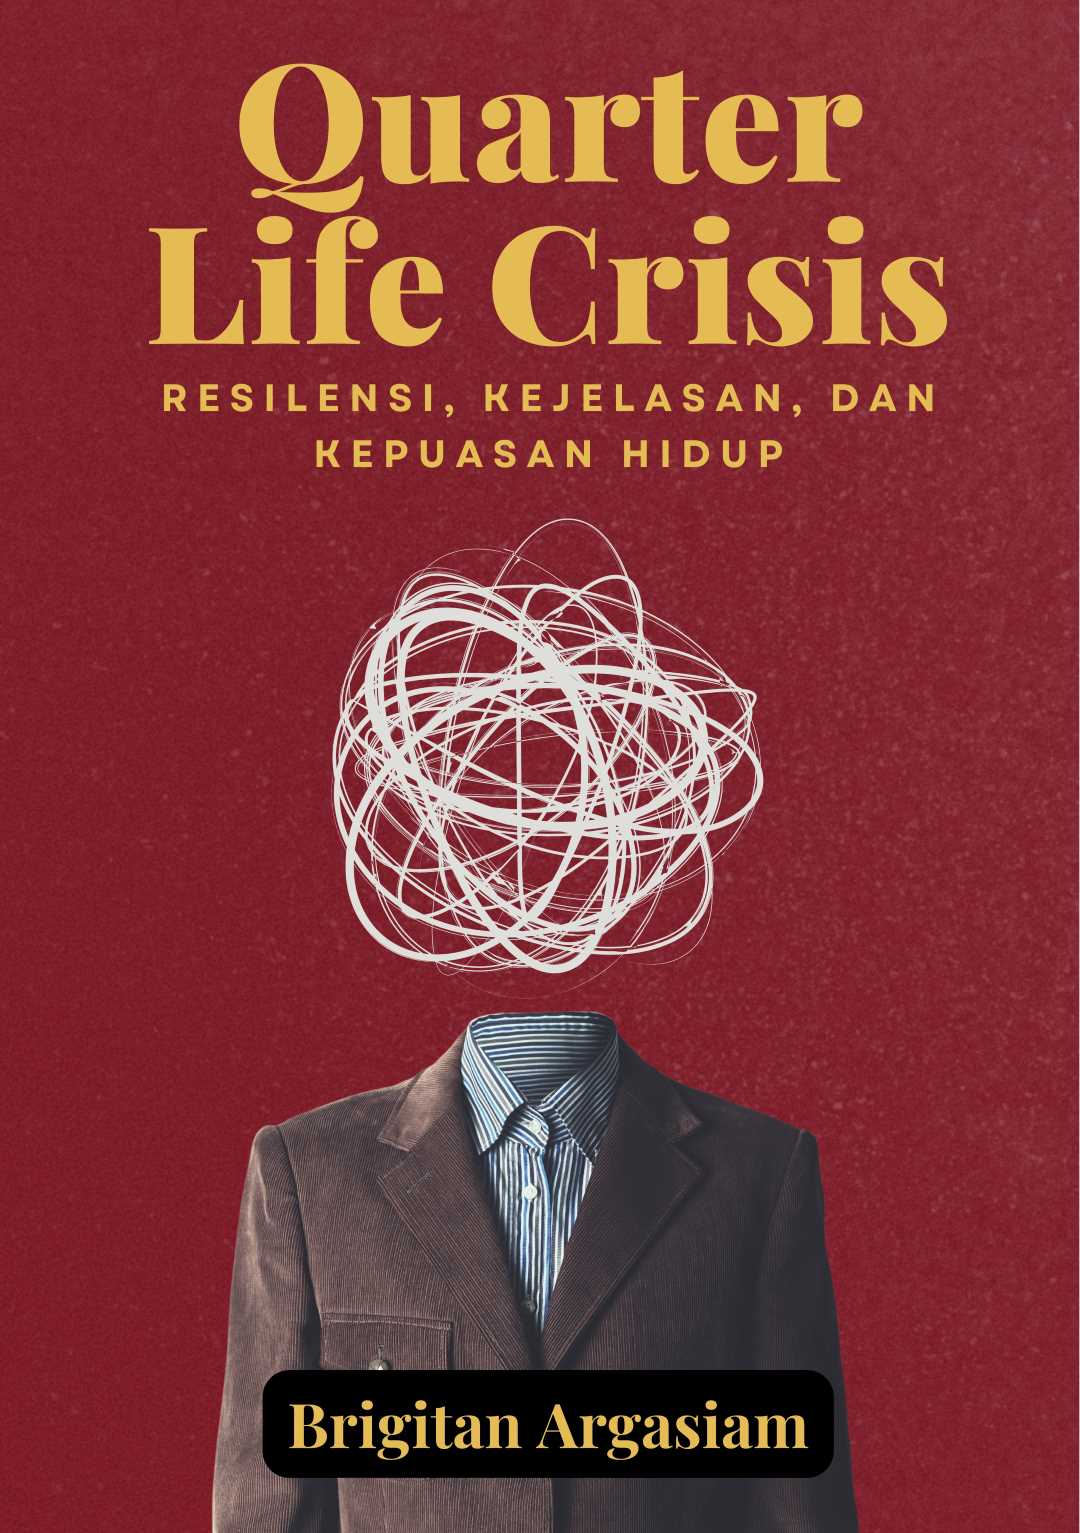 Quarter
Life Crisis
RESILENSI, KEJELASAN, DAN
KEPUASAN HIDUP
Brigitan Argasiam